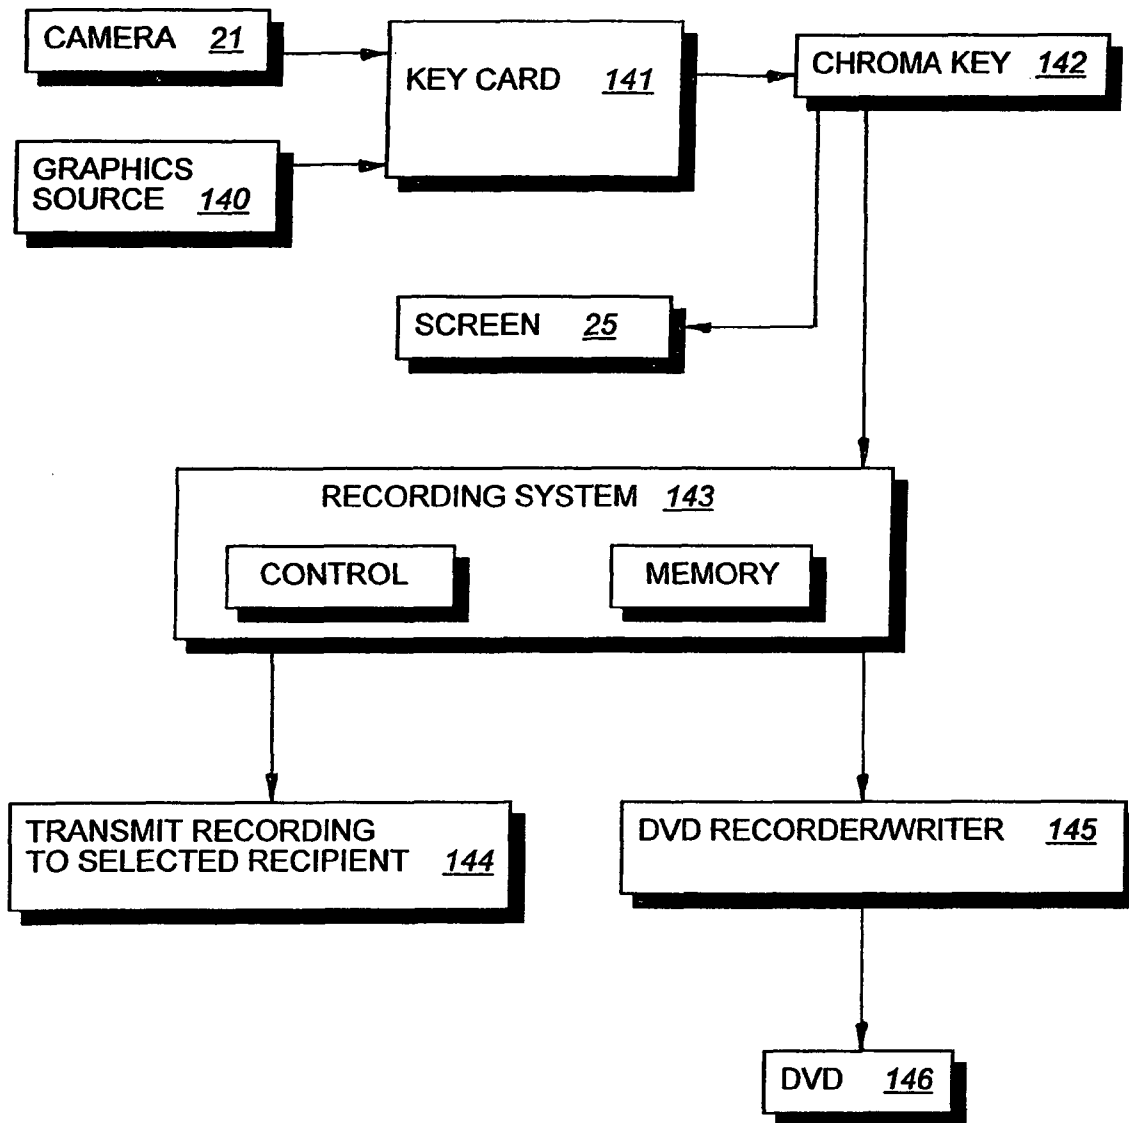 CAMERA 21
KEY CARD 141
CHROMA KEY 142
GRAPHICS
SOURCE 140
SCREEN 25
RECORDING SYSTEM 143
CONTROL
MEMORY
TRANSMIT RECORDING
TO SELECTED RECIPIENT 144
DVD RECORDER/WRITER 145
DVD 146